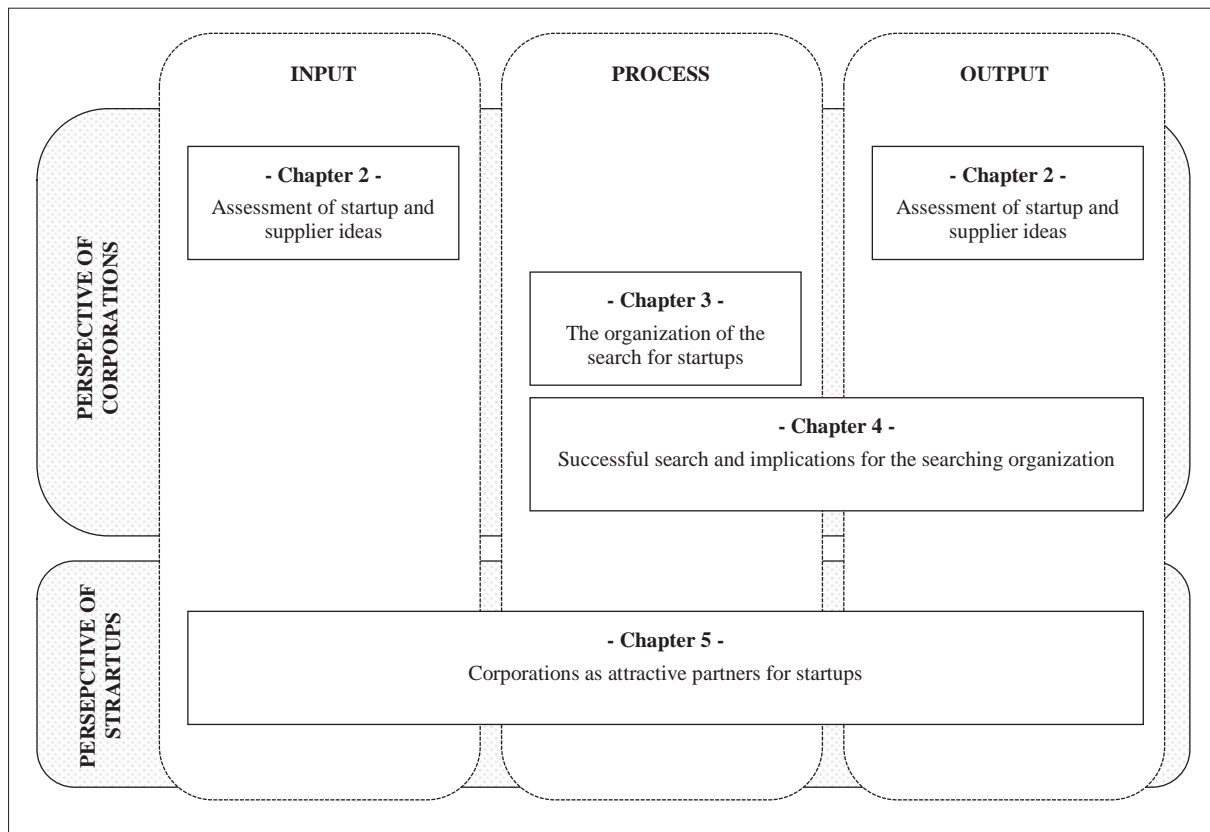 INPUT
PROCESS
OUTPUT
PERSPECTIVE OF
CORPORATIONS
- Chapter 2 -
Assessment of startup and
supplier ideas
- Chapter 2 -
Assessment of startup and
supplier ideas
- Chapter 3 -
The organization of the
search for startups
- Chapter 4 -
Successful search and implications for the searching organization
PERSEPCTIVE OF
STRARTUPS
- Chapter 5 -
Corporations as attractive partners for startups